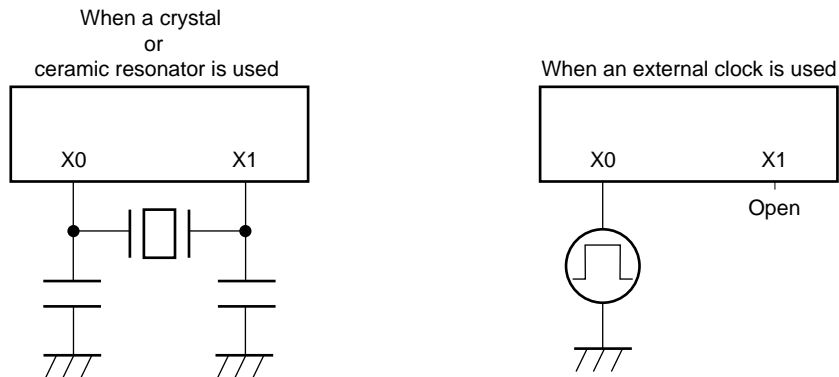 When a crystal
or
ceramic resonator is used
X0
X1
When an external clock is used
X0
X1
Open